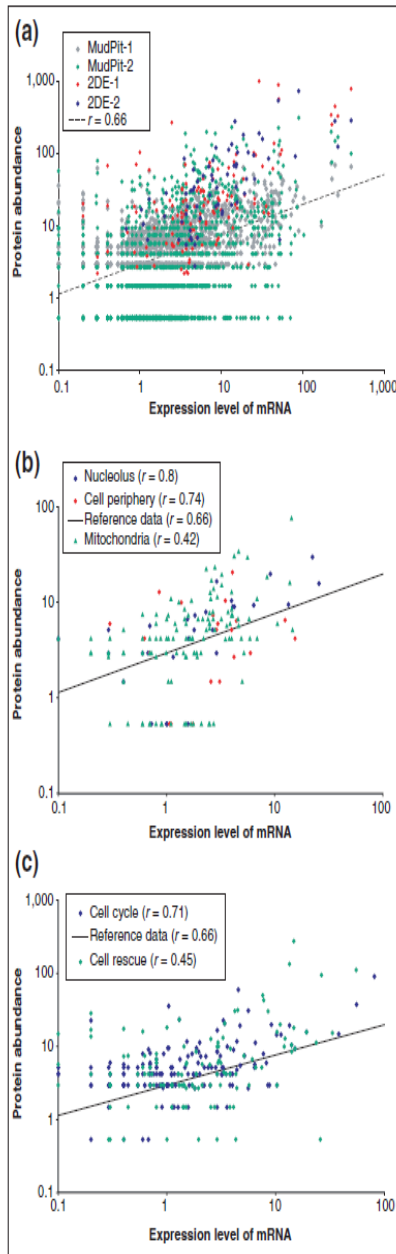 (a)
MudPit-1
MudPit-2
2DE-1
2DE-2
r = 0.66
1,000
100
10
1
0.1
Protein abundance
0.1 1 10 100 1,000
Expression level of mRNA
(b)
Nucleolus (r = 0.8)
Cell periphery (r = 0.74)
Reference data (r = 0.66)
Mitochondria (r = 0.42)
100
10
1
0.1
Protein abundance
0.1 1 10 100
Expression level of mRNA
(c)
Cell cycle (r = 0.71)
Reference data (r = 0.66)
Cell rescue (r = 0.45)
1,000
100
10
1
0.1
Protein abundance
0.1 1 10 100
Expression level of mRNA